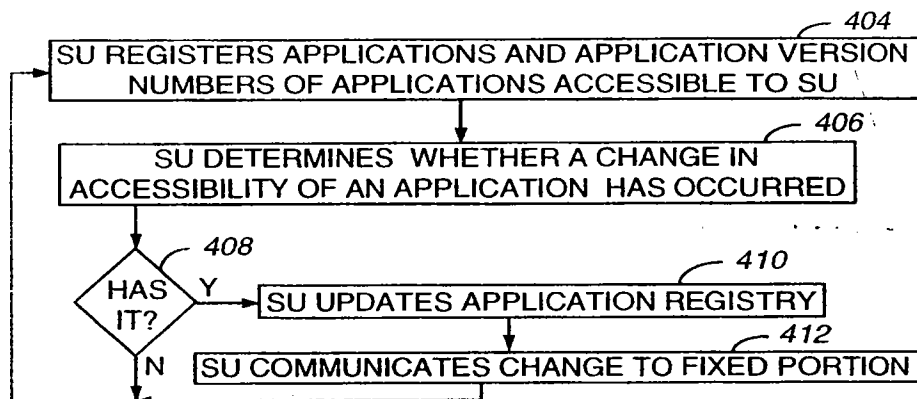 404
SU REGISTERS APPLICATIONS AND APPLICATION VERSION
NUMBERS OF APPLICATIONS ACCESSIBLE TO SU
406
SU DETERMINES WHETHER A CHANGE IN
ACCESSIBILITY OF AN APPLICATION HAS OCCURRED
408
HAS
IT?
Y
410
SU UPDATES APPLICATION REGISTRY
N
412
SU COMMUNICATES CHANGE TO FIXED PORTION